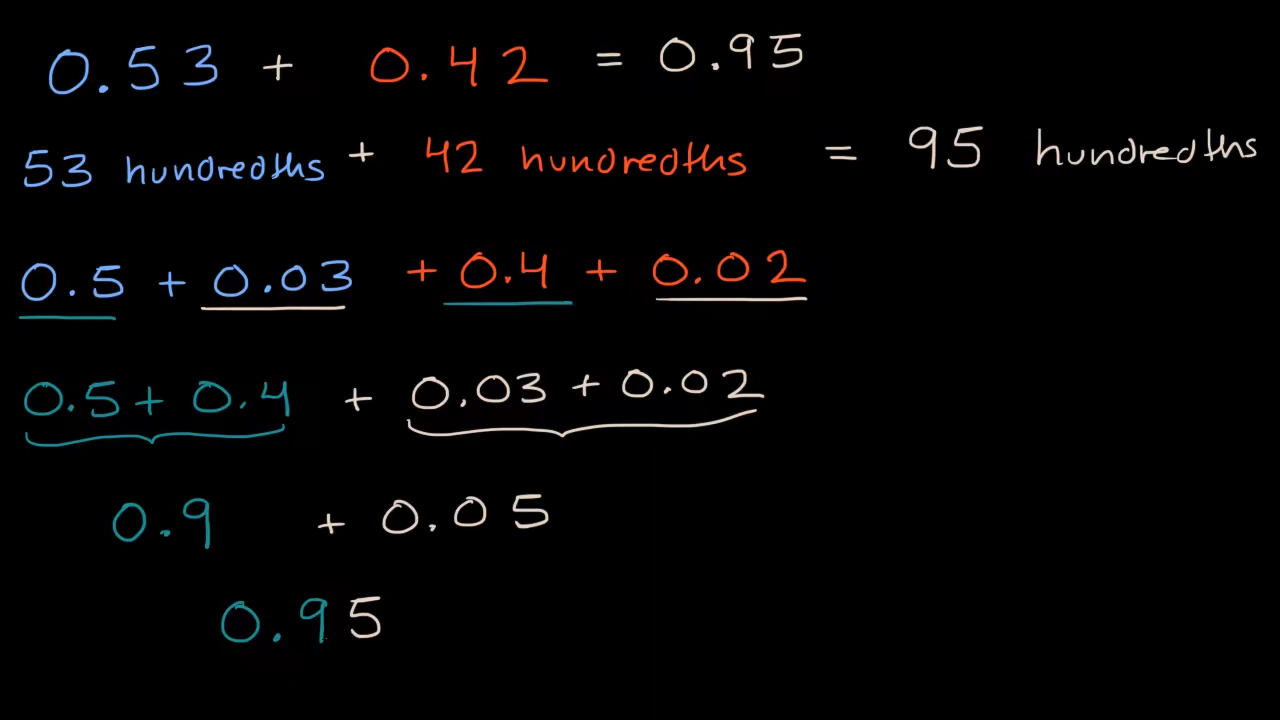 0.53 + 0.42 = 0.95
53 hundredths + 42 hundredths = 95 hundredths
0.5 + 0.03 + 0.4 + 0.02
0.5 + 0.4 + 0.03 + 0.02
0.9 + 0.05
0.95